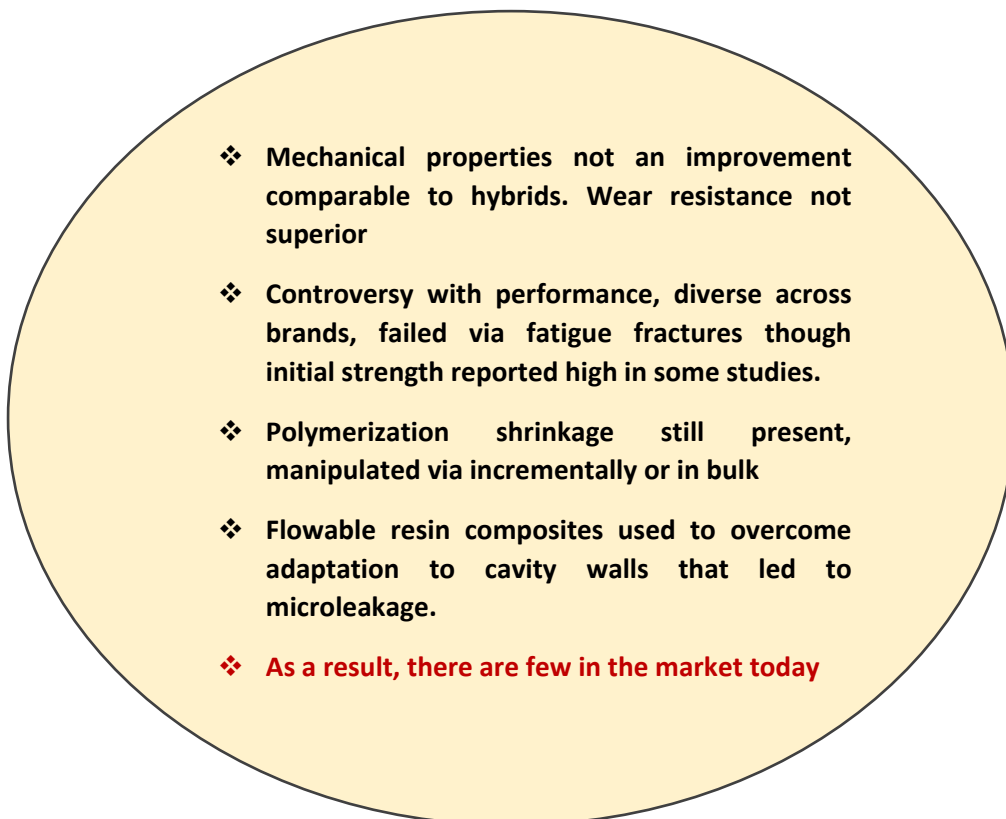 ❖ Mechanical properties not an improvement
comparable to hybrids. Wear resistance not
superior
❖ Controversy with performance, diverse across
brands, failed via fatigue fractures though
initial strength reported high in some studies.
❖ Polymerization shrinkage still present,
manipulated via incrementally or in bulk
❖ Flowable resin composites used to overcome
adaptation to cavity walls that led to
microleakage.
❖ As a result, there are few in the market today